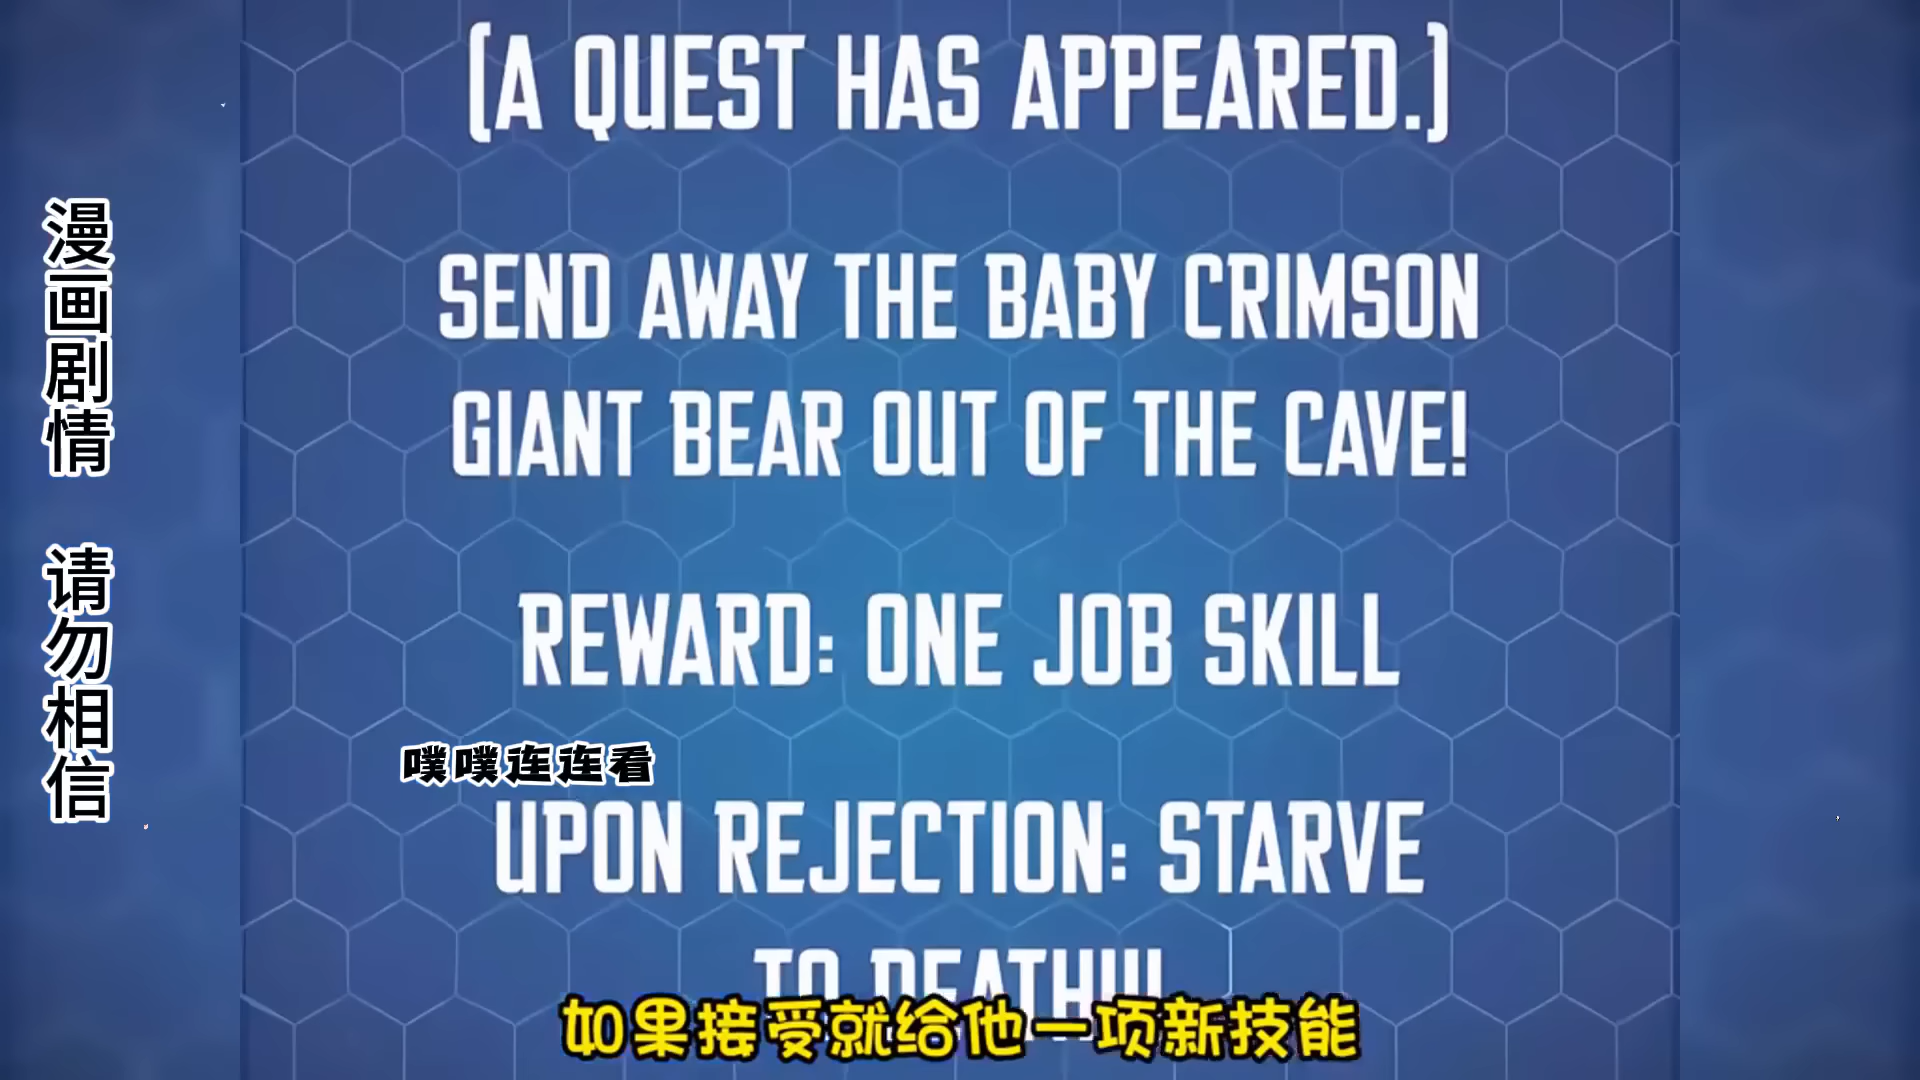 (A QUEST HAS APPEARED.)
SEND AWAY THE BABY CRIMSON
GIANT BEAR OUT OF THE CAVE!
REWARD: ONE JOB SKILL
噗噗连连看
UPON REJECTION: STARVE
TO DEATH!!!
如果接受就给他一项新技能
漫画剧情 请勿相信